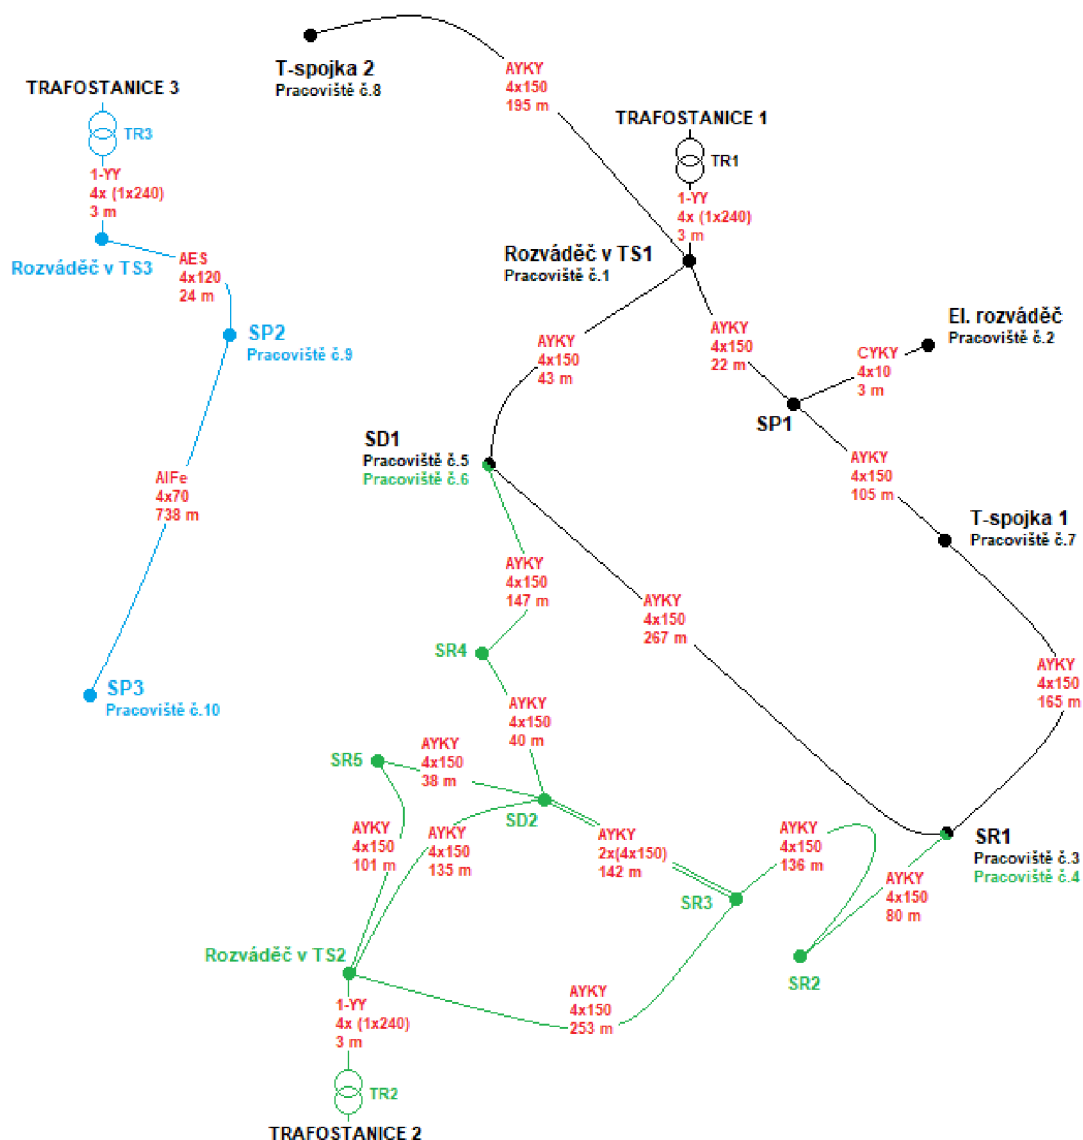 T-spojka 2
Pracoviště č.8
AYKY
4x150
195 m
TRAFOSTANICE 3
TR3
1-YY
4x (1x240)
3 m
Rozváděč v TS3
AES
4x120
24 m
SP2
Pracoviště č.9
AlFe
4x70
738 m
SP3
Pracoviště č.10
TRAFOSTANICE 1
TR1
1-YY
4x (1x240)
3 m
Rozváděč v TS1
Pracoviště č.1
AYKY
4x150
43 m
AYKY
4x150
22 m
El. rozváděč
Pracoviště č.2
CYKY
4x10
3 m
SP1
SD1
Pracoviště č.5
Pracoviště č.6
AYKY
4x150
105 m
T-spojka 1
Pracoviště č.7
AYKY
4x150
147 m
AYKY
4x150
267 m
SR4
AYKY
4x150
165 m
AYKY
4x150
40 m
SR5
AYKY
4x150
38 m
SD2
AYKY
4x150
101 m
AYKY
4x150
135 m
AYKY
2x(4x150)
142 m
AYKY
4x150
136 m
SR1
Pracoviště č.3
Pracoviště č.4
AYKY
4x150
80 m
SR3
SR2
Rozváděč v TS2
AYKY
4x150
253 m
1-YY
4x (1x240)
3 m
TR2
TRAFOSTANICE 2